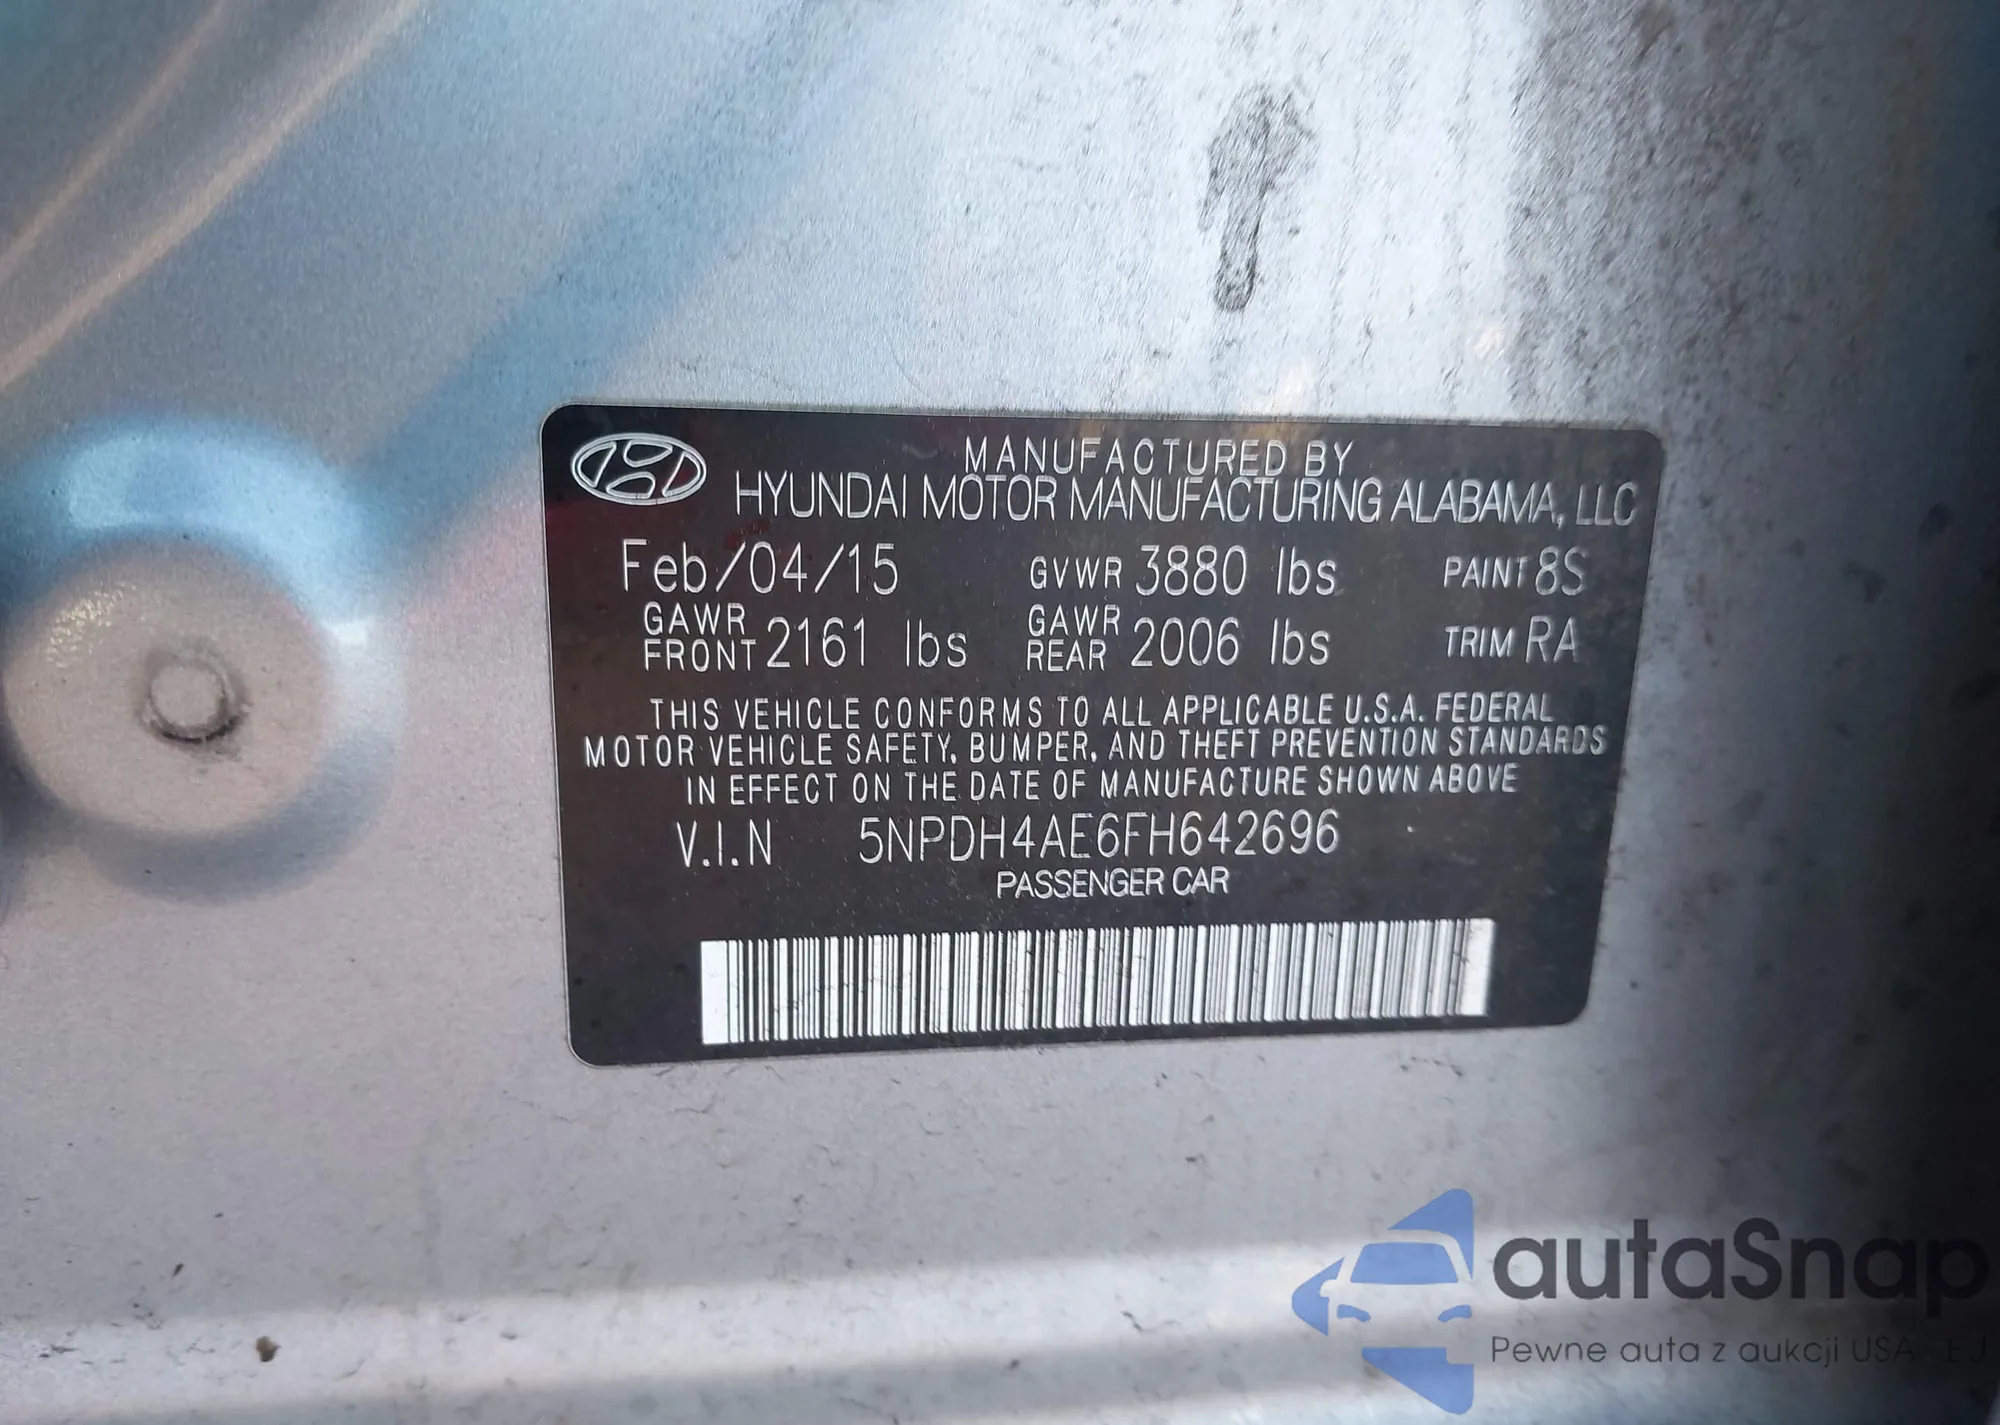 MANUFACTURED BY
HYUNDAI MOTOR MANUFACTURING ALABAMA, LLC
Feb/04/15 GVWR 3880 lbs PAINT 8S
GAWR FRONT 2161 lbs GAWR REAR 2006 lbs TRIM RA
THIS VEHICLE CONFORMS TO ALL APPLICABLE U.S.A. FEDERAL
MOTOR VEHICLE SAFETY, BUMPER, AND THEFT PREVENTION STANDARDS
IN EFFECT ON THE DATE OF MANUFACTURE SHOWN ABOVE
V.I.N 5NPDH4AE6FH642696
PASSENGER CAR
autaSnap
Pewne auta z aukcji USA